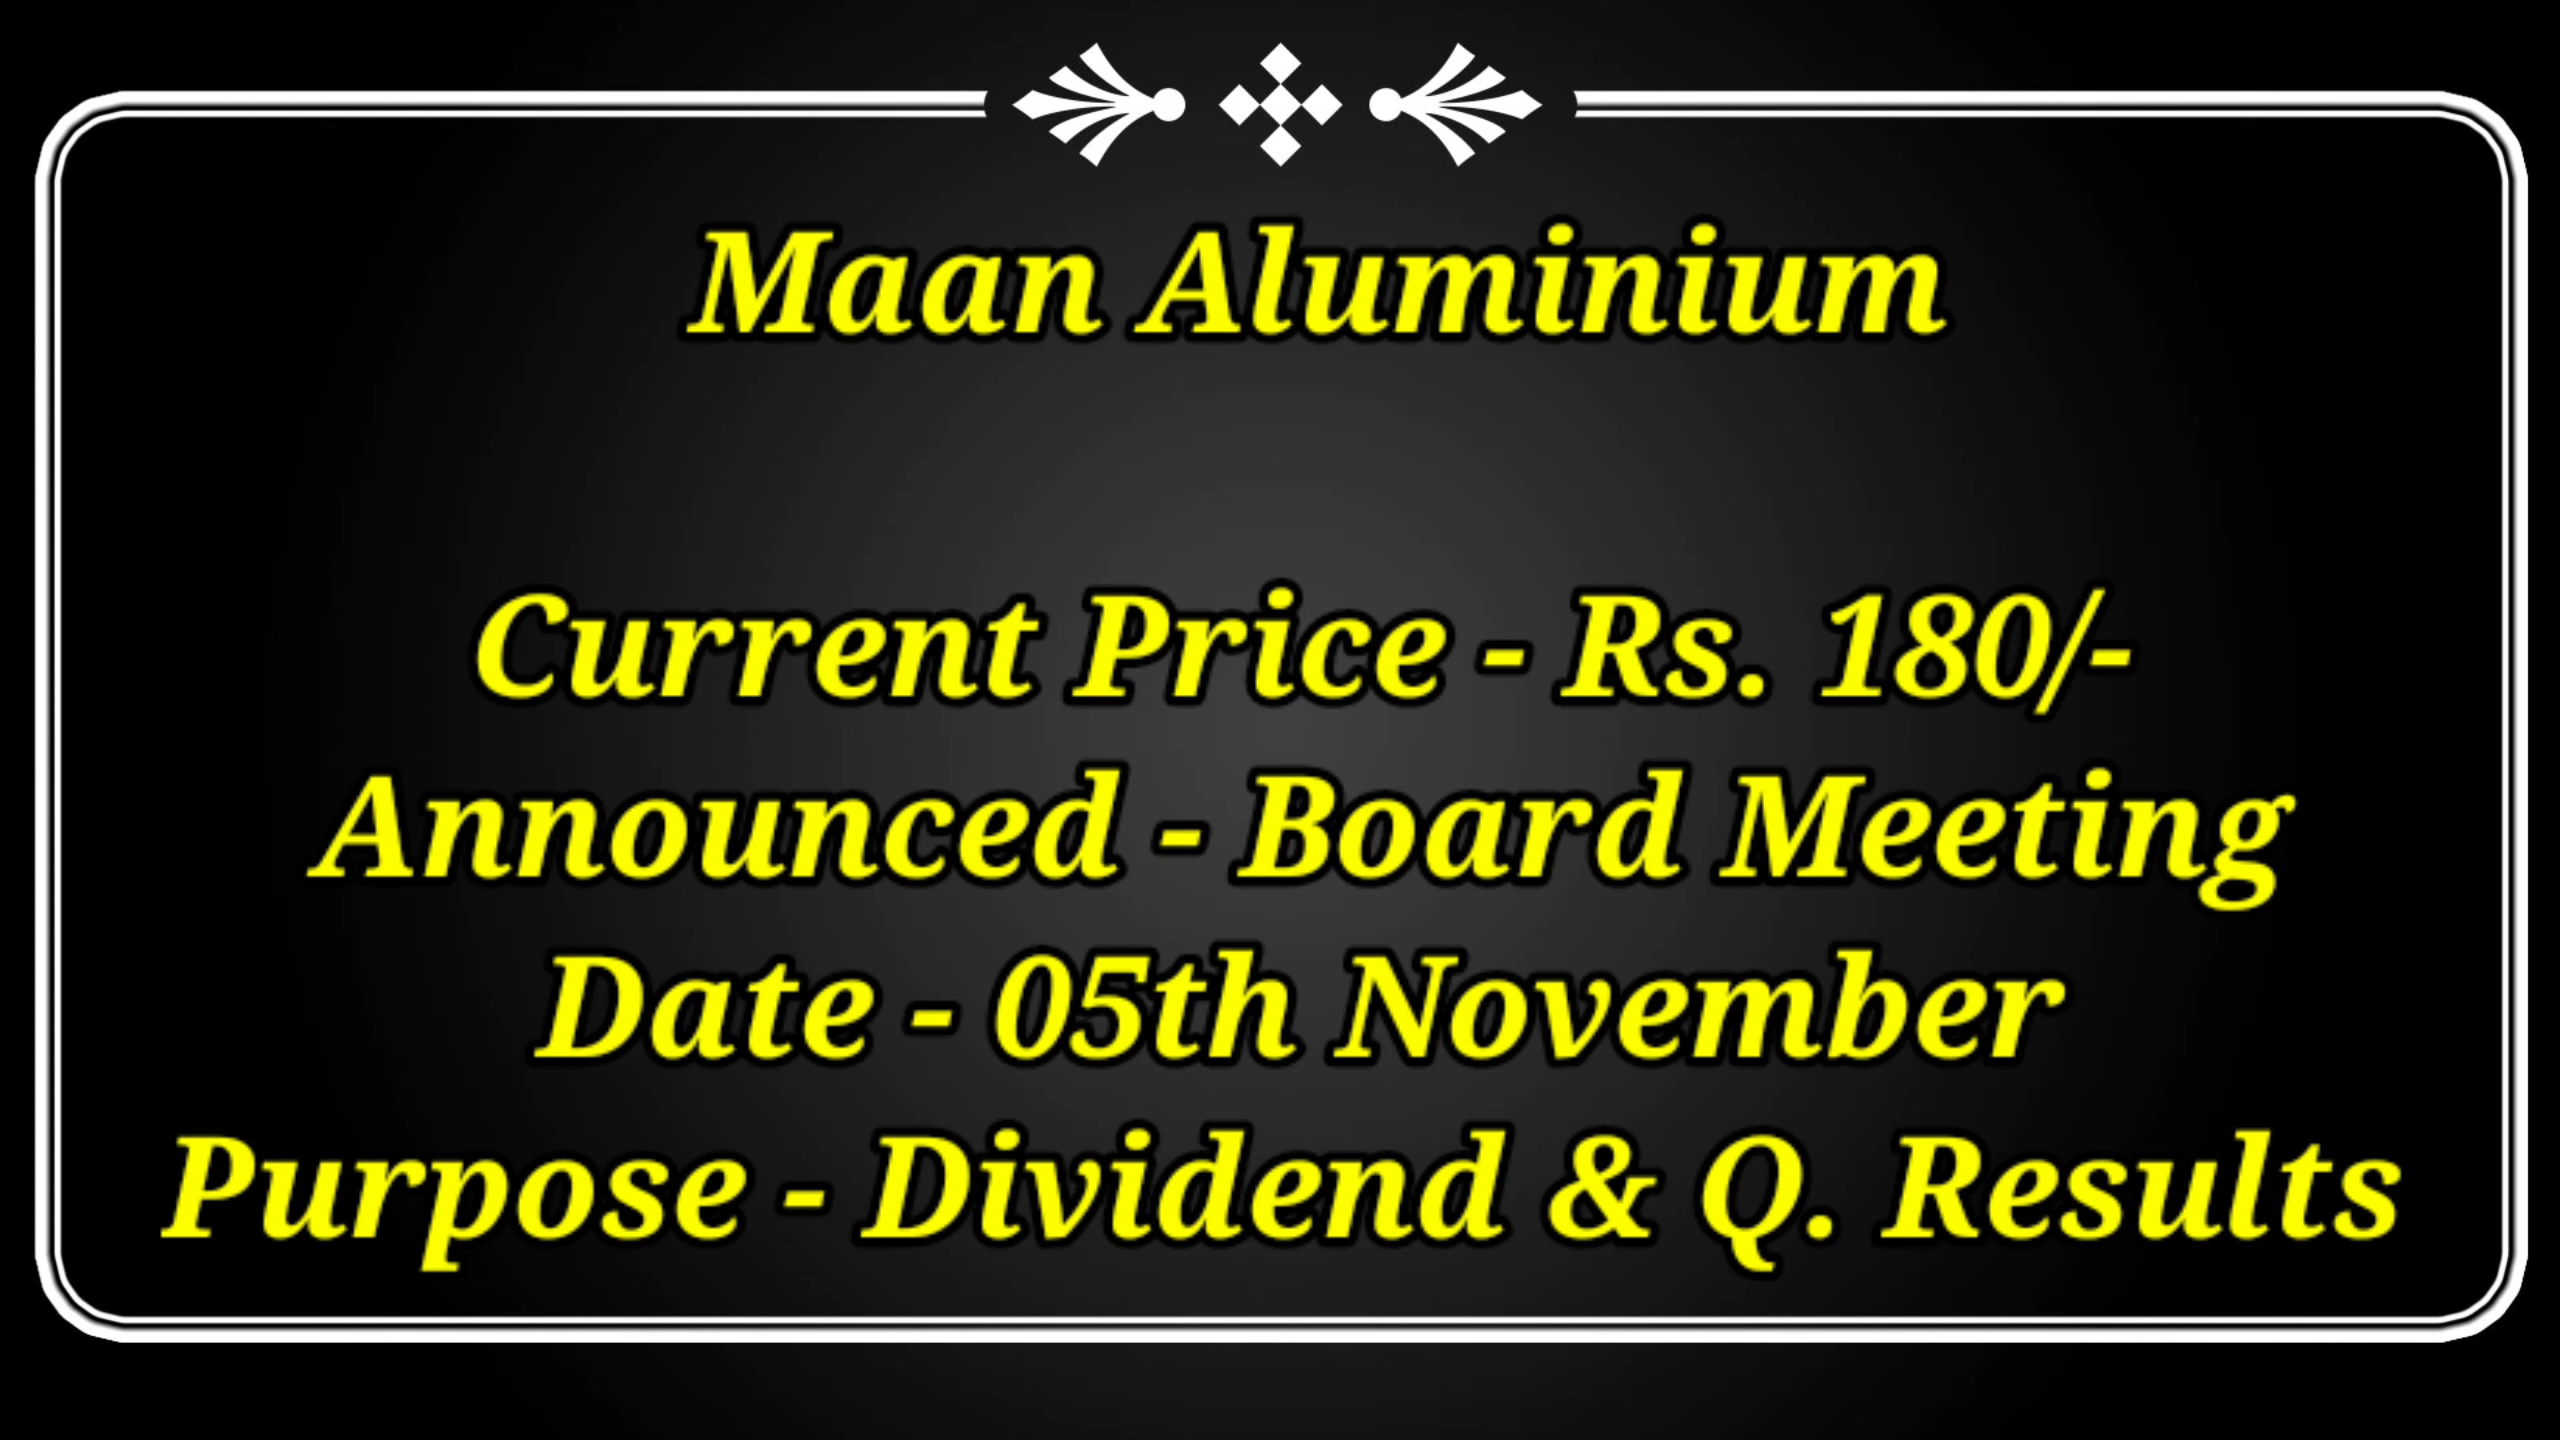 Maan Aluminium
Current Price - Rs. 180/-
Announced - Board Meeting
Date - 05th November
Purpose - Dividend & Q. Results